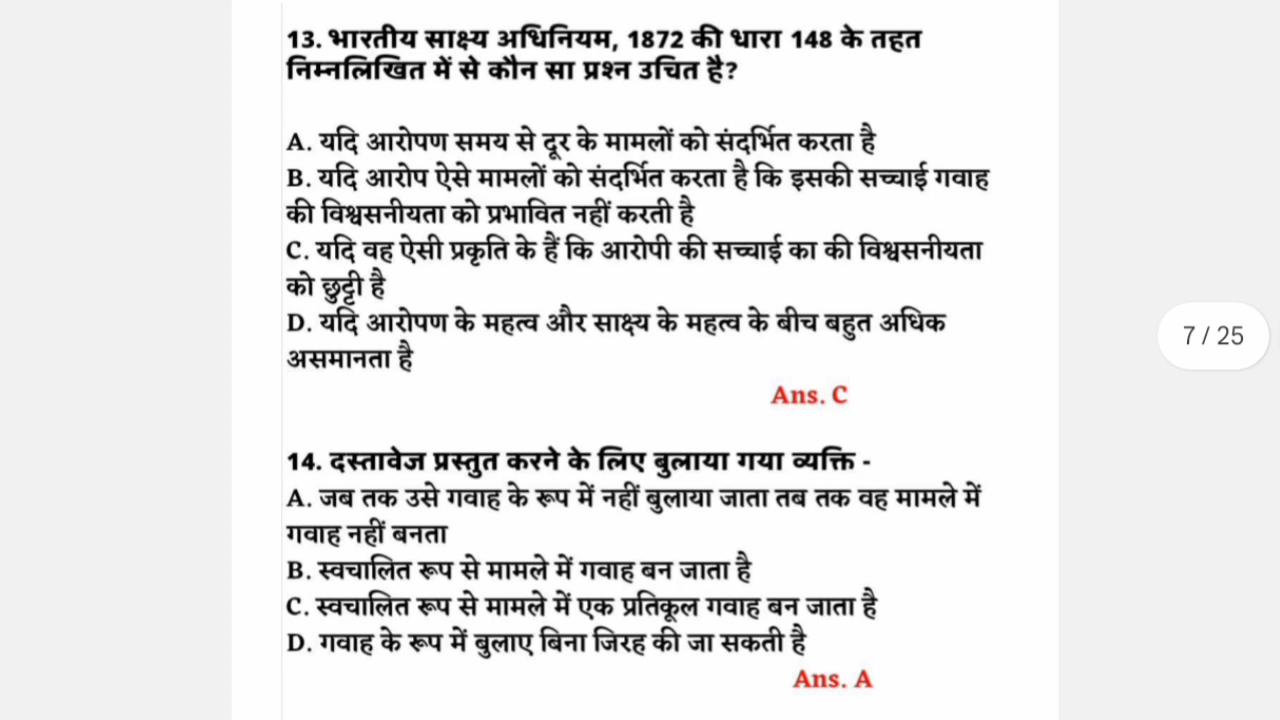 13. भारतीय साक्ष्य अधिनियम, 1872 की धारा 148 के तहत
निम्नलिखित में से कौन सा प्रश्न उचित है?
A. यदि आरोपण समय से दूर के मामलों को संदर्भित करता है
B. यदि आरोप ऐसे मामलों को संदर्भित करता है कि इसकी सच्चाई गवाह
की विश्वसनीयता को प्रभावित नहीं करती है
C. यदि वह ऐसी प्रकृति के हैं कि आरोपी की सच्चाई का की विश्वसनीयता
को छुट्टी है
D. यदि आरोपण के महत्व और साक्ष्य के महत्व के बीच बहुत अधिक
असमानता है
Ans. C
7 / 25
14. दस्तावेज प्रस्तुत करने के लिए बुलाया गया व्यक्ति -
A. जब तक उसे गवाह के रूप में नहीं बुलाया जाता तब तक वह मामले में
गवाह नहीं बनता
B. स्वचालित रूप से मामले में गवाह बन जाता है
C. स्वचालित रूप से मामले में एक प्रतिकूल गवाह बन जाता है
D. गवाह के रूप में बुलाए बिना जिरह की जा सकती है
Ans. A